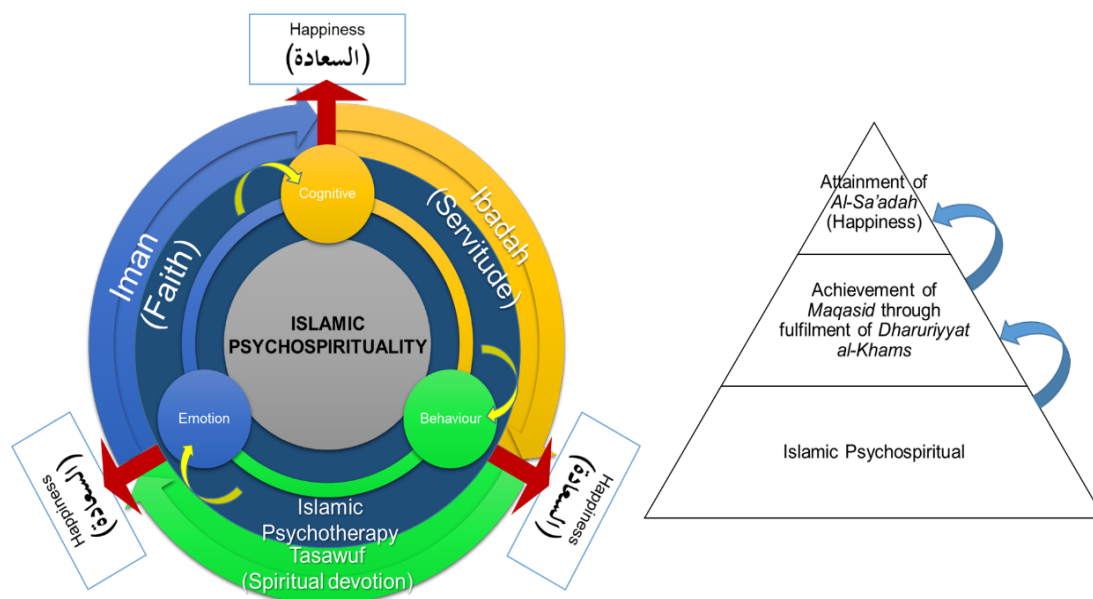 Happiness
(السعادة)
Cognitive
Iman
(Faith)
Ibadah
(Servitude)
ISLAMIC
PSYCHOSPIRITUALITY
Emotion
Behaviour
Happiness
(السعادة)
Happiness
(السعادة)
Islamic
Psychotherapy
Tasawuf
(Spiritual devotion)
Attainment of
Al-Sa'adah
(Happiness)
Achievement of
Maqasid through
fulfilment of Dharuriyyat
al-Khams
Islamic Psychospiritual